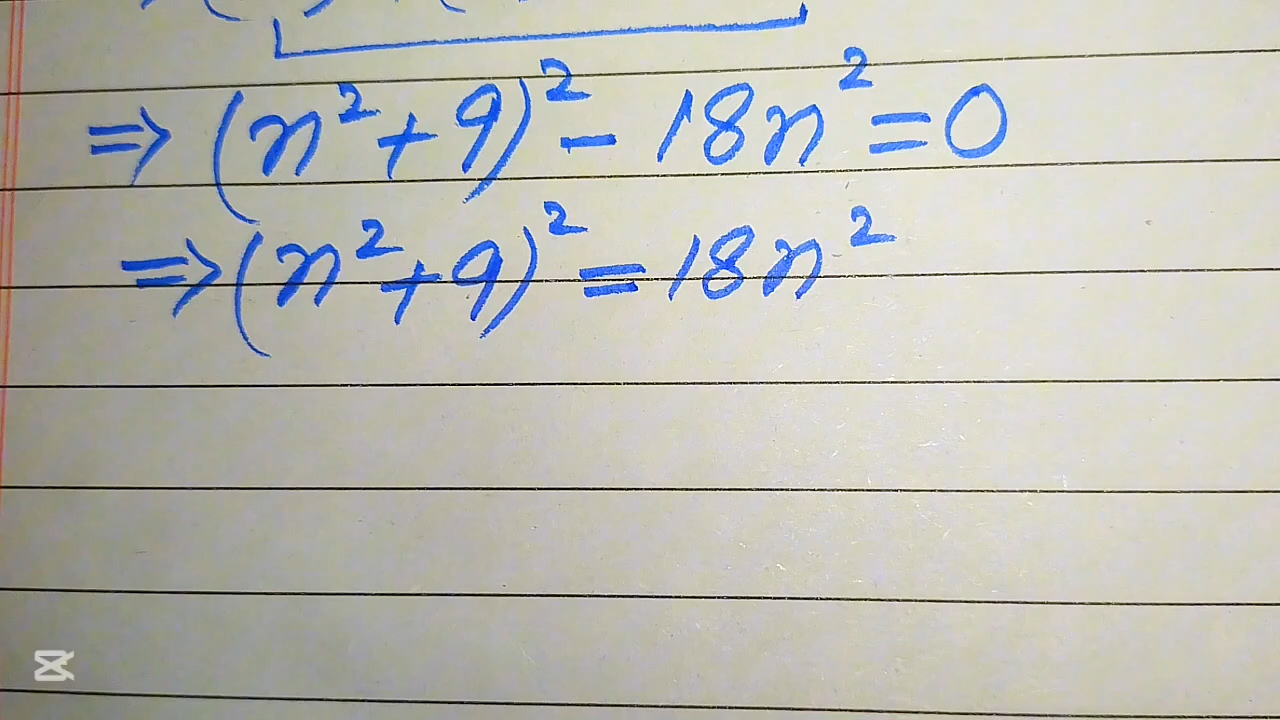 ⇒ (n² + 9)² - 18n² = 0
⇒ (n² + 9)² = 18n²